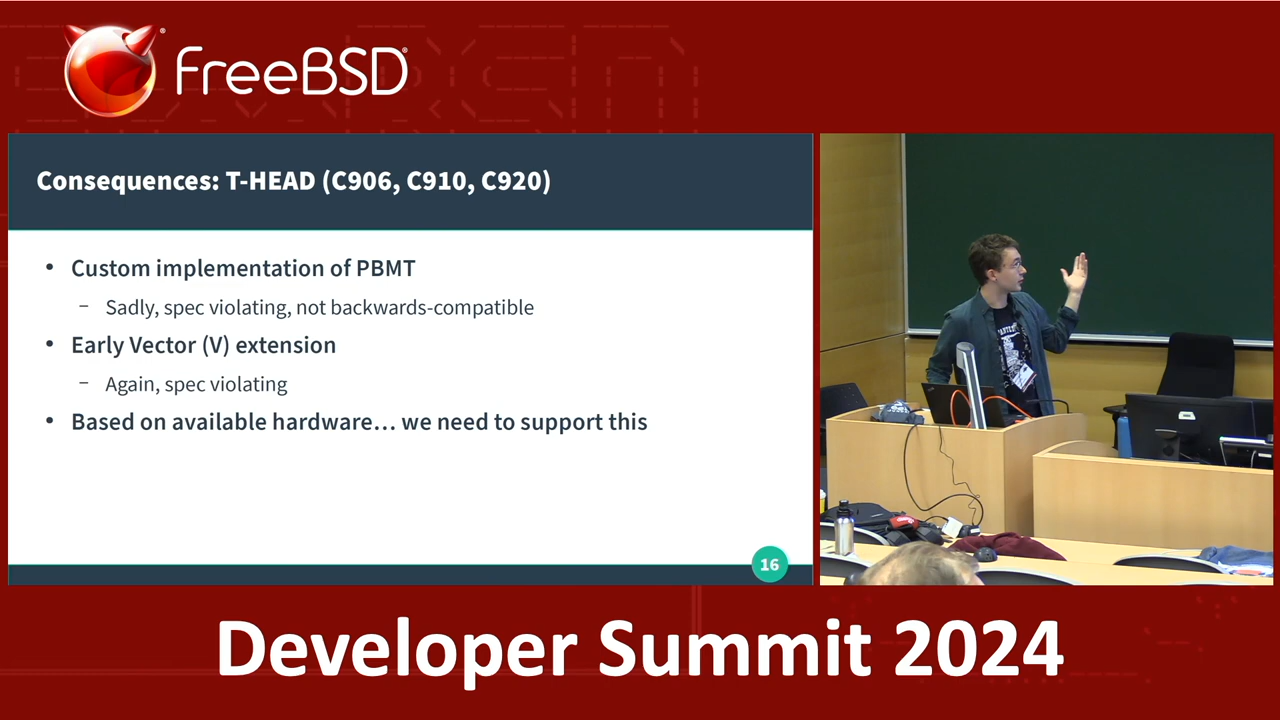 FreeBSD®
Consequences: T-HEAD (C906, C910, C920)
• Custom implementation of PBMT
– Sadly, spec violating, not backwards-compatible
• Early Vector (V) extension
– Again, spec violating
• Based on available hardware… we need to support this
16
Developer Summit 2024